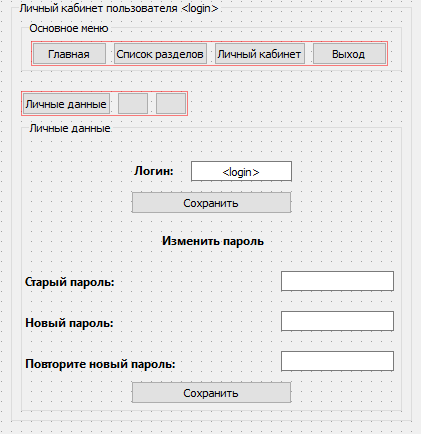 Личный кабинет пользователя <login>
Основное меню
Главная Список разделов Личный кабинет Выход
Личные данные
Личные данные
Логин: <login>
Сохранить
Изменить пароль
Старый пароль:
Новый пароль:
Повторите новый пароль:
Сохранить